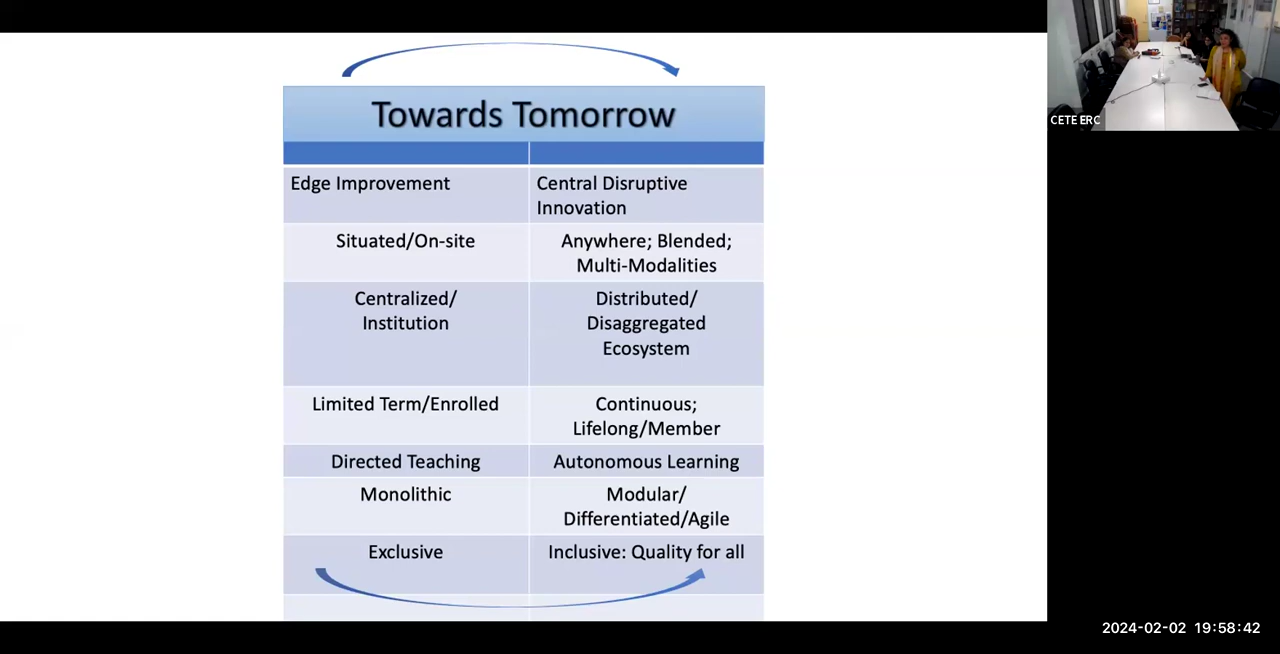 Towards Tomorrow
Edge Improvement
Central Disruptive
Innovation
Situated/On-site
Anywhere; Blended;
Multi-Modalities
Centralized/
Institution
Distributed/
Disaggregated
Ecosystem
Limited Term/Enrolled
Continuous;
Lifelong/Member
Directed Teaching
Autonomous Learning
Monolithic
Modular/
Differentiated/Agile
Exclusive
Inclusive: Quality for all
CETE ERC
2024-02-02 19:58:42